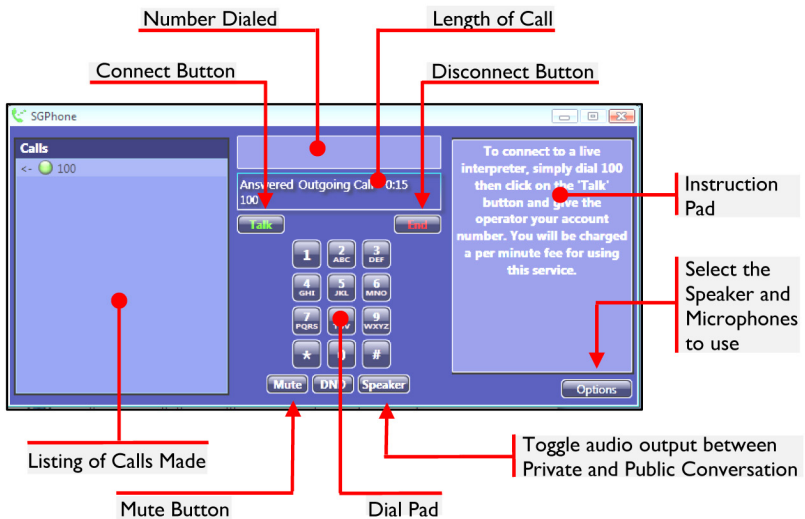 Number Dialed
Length of Call
Connect Button
Disconnect Button
SGPhone
Calls
<- 100
Answered Outgoing Call 0:15
100
Talk
End
1
2 ABC
3 DEF
4 GHI
5 JKL
6 MNO
7 PQRS
9 WXYZ
*
#
Mute
DND
Speaker
To connect to a live
interpreter, simply dial 100
then click on the 'Talk'
button and give the
operator your account
number. You will be charged
a per minute fee for using
this service.
Options
Instruction
Pad
Select the
Speaker and
Microphones
to use
Toggle audio output between
Private and Public Conversation
Listing of Calls Made
Mute Button
Dial Pad